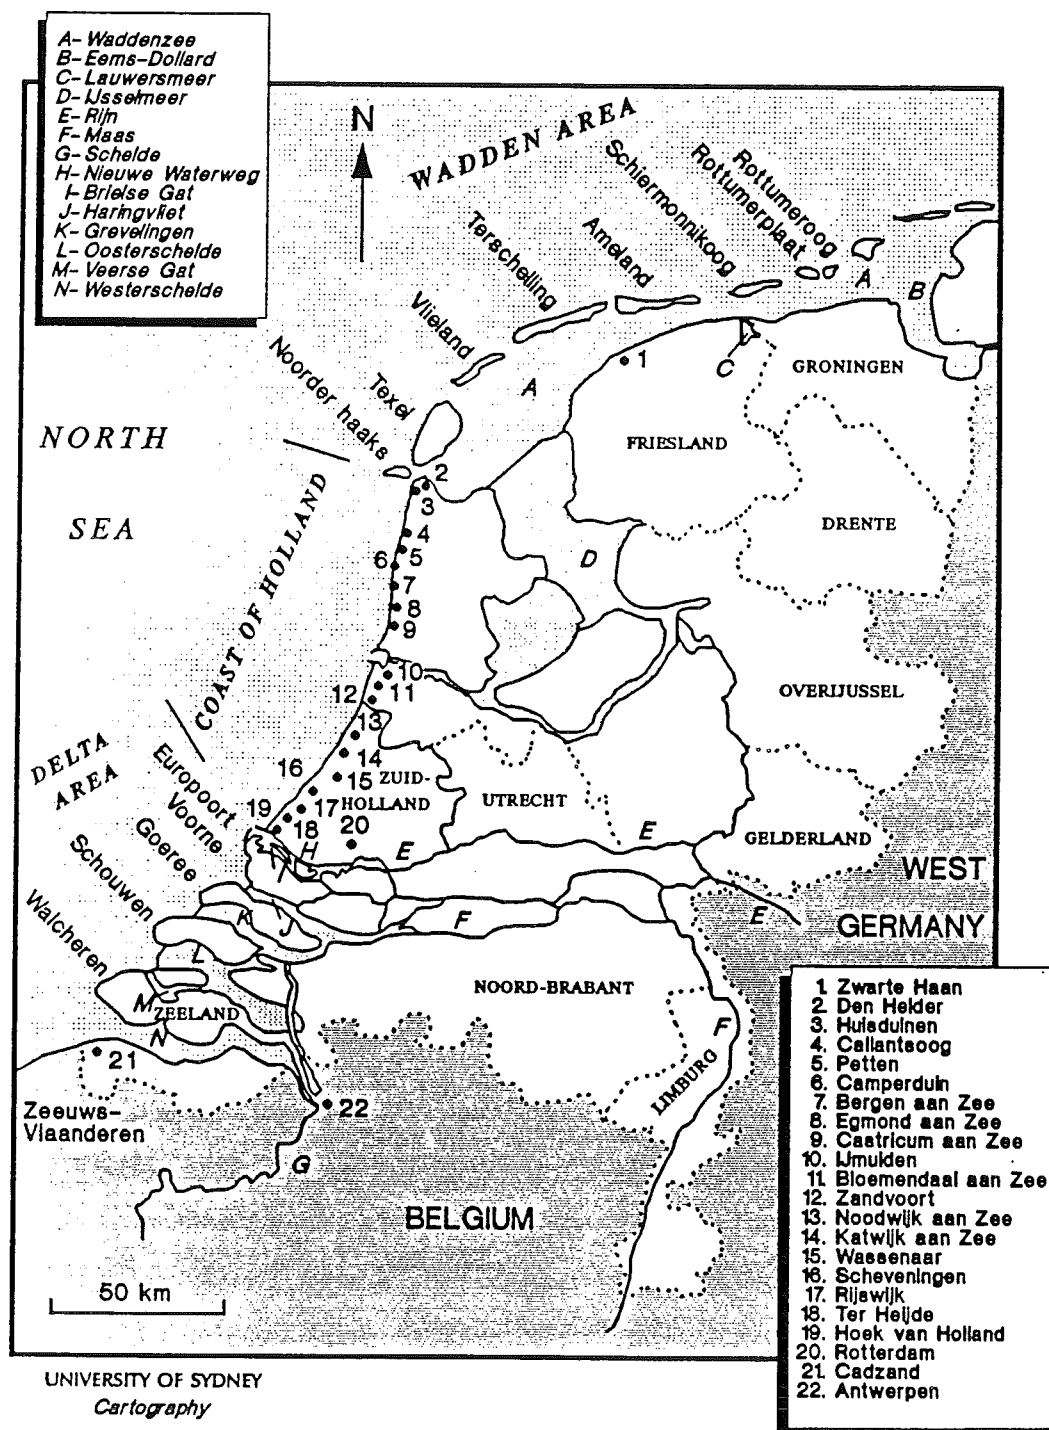 A- Waddenzee
B- Eems-Dollard
C- Lauwersmeer
D- IJsselmeer
E- Rijn
F- Maas
G- Schelde
H- Nieuwe Waterweg
I- Brielse Gat
J- Haringvliet
K- Grevelingen
L- Oosterschelde
M- Veerse Gat
N- Westerschelde
N
WADDEN AREA
Rottumeroog
Rottumerplaat
Schiermonnikoog
Ameland
Terschelling
Vlieland
Texel
Noorder haaks
A
B
A
C
1
GRONINGEN
FRIESLAND
DRENTE
NORTH
SEA
COAST OF HOLLAND
2
3
4
5
6
7
8
9
D
10
11
12
13
14
15
16
17
18
19
20
OVERIJUSSEL
ZUID-
HOLLAND
UTRECHT
GELDERLAND
DELTA
AREA
Europoort
Voorne
Goeree
Schouwen
Walcheren
H
I
E
E
E
WEST
GERMANY
K
J
F
L
M
ZEELAND
N
NOORD-BRABANT
F
LIMBURG
21
22
Zeeuws-
Vlaanderen
G
BELGIUM
50 km
1. Zwarte Haan
2. Den Helder
3. Huisduinen
4. Callantsoog
5. Petten
6. Camperduin
7. Bergen aan Zee
8. Egmond aan Zee
9. Castricum aan Zee
10. IJmuiden
11. Bloemendaal aan Zee
12. Zandvoort
13. Noodwijk aan Zee
14. Katwijk aan Zee
15. Wassenaar
16. Scheveningen
17. Rijswijk
18. Ter Heijde
19. Hoek van Holland
20. Rotterdam
21. Cadzand
22. Antwerpen
UNIVERSITY OF SYDNEY
Cartography